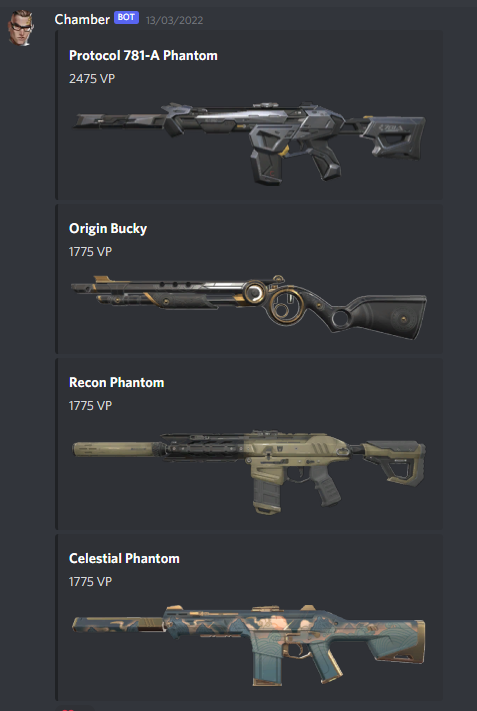 Chamber BOT 13/03/2022
Protocol 781-A Phantom
2475 VP
Origin Bucky
1775 VP
Recon Phantom
1775 VP
Celestial Phantom
1775 VP